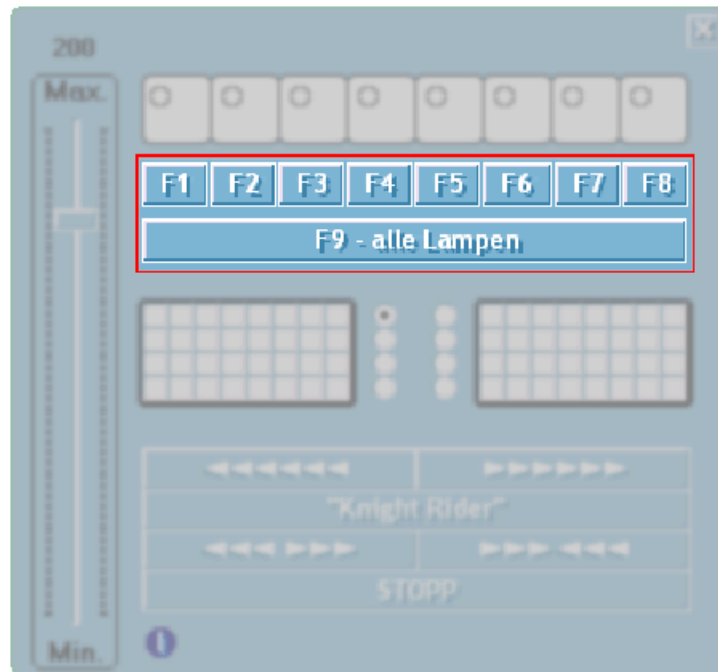 200
Max.
F1 F2 F3 F4 F5 F6 F7 F8
F9 - alle Lampen
◄◄◄◄◄◄ ►►►►►►
"Knight Rider"
◄◄◄ ►►► ►►► ◄◄◄
STOPP
Min.